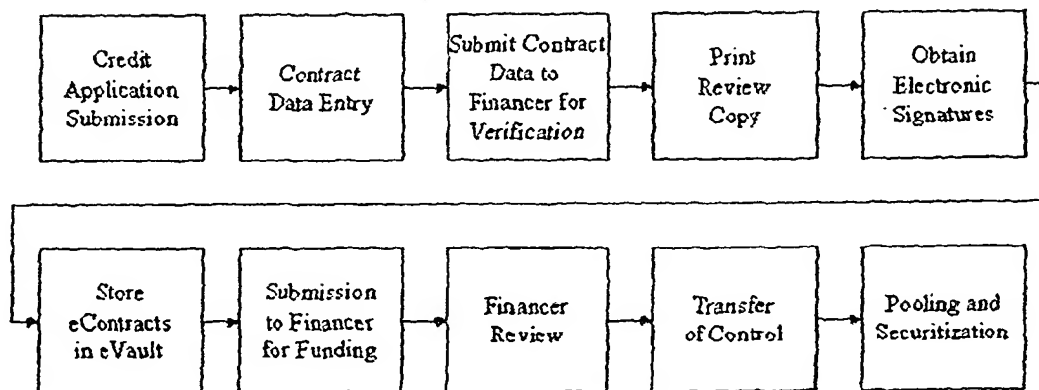 Credit
Application
Submission
Contract
Data Entry
Submit Contract
Data to
Financer for
Verification
Print
Review
Copy
Obtain
Electronic
Signatures
Store
eContracts
in eVault
Submission
to Financer
for Funding
Financer
Review
Transfer
of Control
Pooling and
Securitization